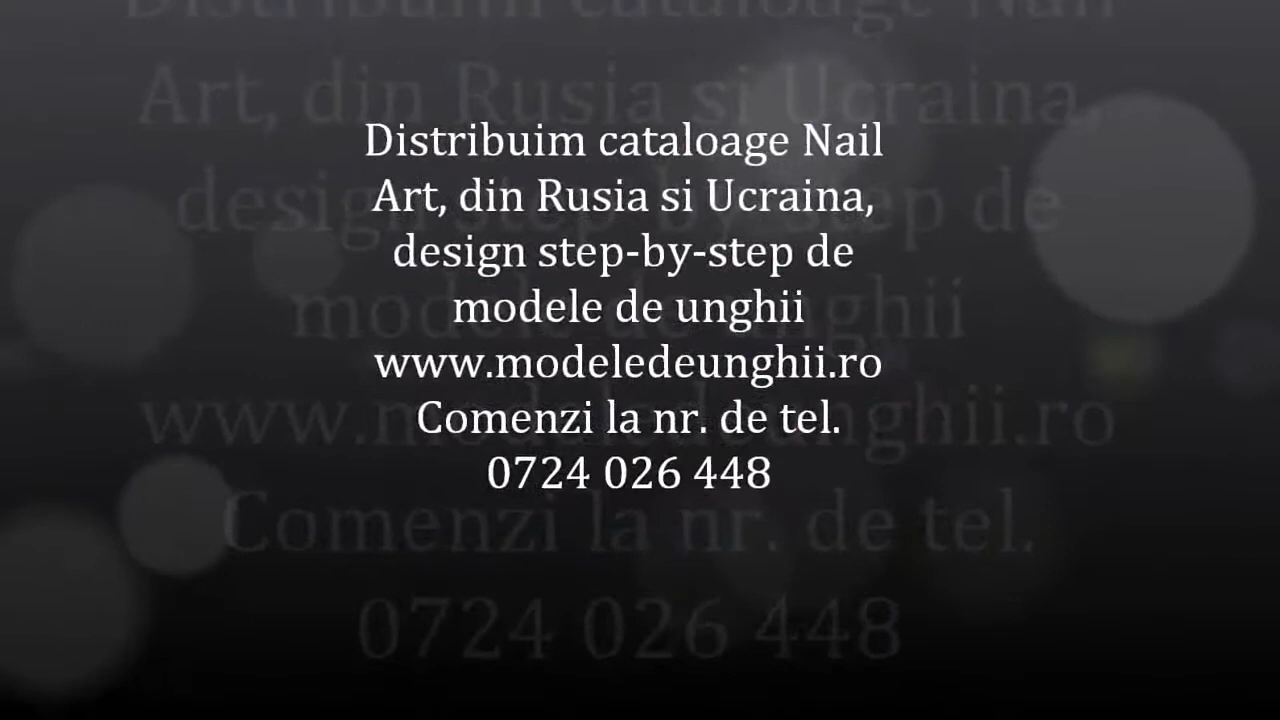 Distribuim cataloage Nail
Art, din Rusia si Ucraina,
design step-by-step de
modele de unghii
www.modeledeunghii.ro
Comenzi la nr. de tel.
0724 026 448